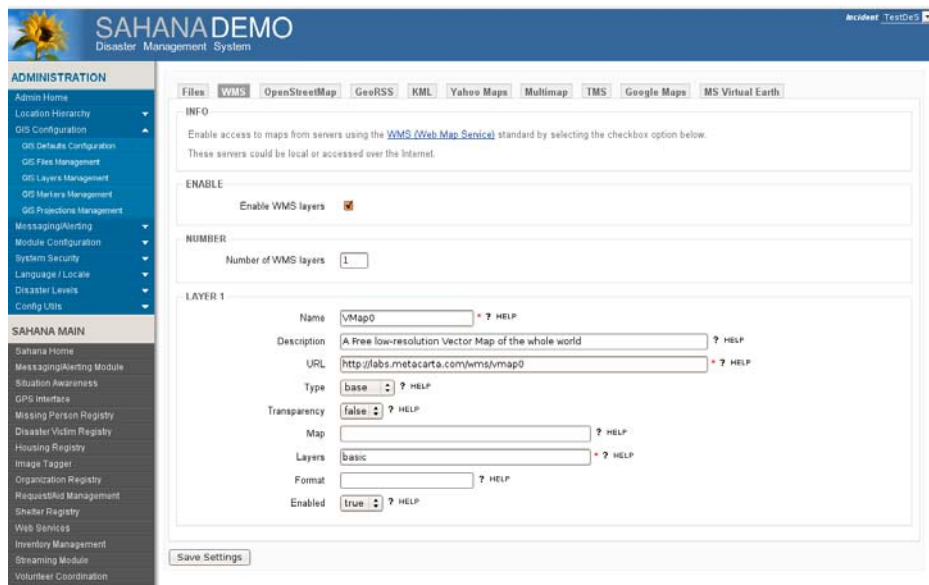 SAHANA DEMO
Disaster Management System
Incident TestDeS
ADMINISTRATION
Admin Home
Location Hierarchy
GIS Configuration
GIS Defaults Configuration
GIS Files Management
GIS Layers Management
GIS Markers Management
GIS Projections Management
Messaging/Alerting
Module Configuration
System Security
Language / Locale
Disaster Levels
Config Utils
SAHANA MAIN
Sahana Home
Messaging/Alerting Module
Situation Awareness
GPS Interface
Missing Person Registry
Disaster Victim Registry
Housing Registry
Image Tagger
Organization Registry
Request/Aid Management
Shelter Registry
Web Services
Inventory Management
Streaming Module
Volunteer Coordination
Files WMS OpenStreetMap GeoRSS KML Yahoo Maps Multimap TMS Google Maps MS Virtual Earth
INFO
Enable access to maps from servers using the WMS (Web Map Service) standard by selecting the checkbox option below.
These servers could be local or accessed over the Internet.
ENABLE
Enable WMS layers
NUMBER
Number of WMS layers 1
LAYER 1
Name VMap0 * ? HELP
Description A Free low-resolution Vector Map of the whole world ? HELP
URL http://labs.metacarta.com/wms/vmap0 * ? HELP
Type base ? HELP
Transparency false ? HELP
Map ? HELP
Layers basic * ? HELP
Format ? HELP
Enabled true ? HELP
Save Settings